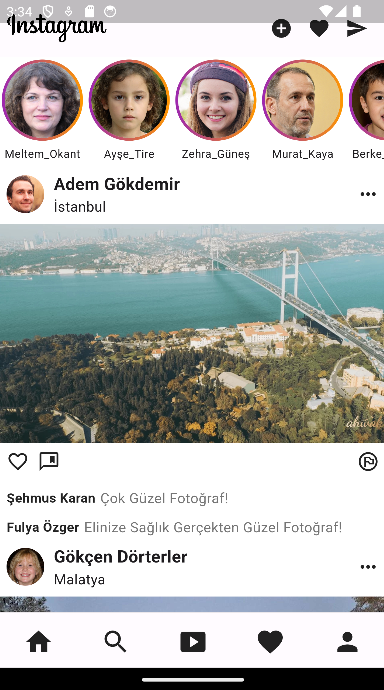 3:34
Instagram
Meltem_Okant
Ayşe_Tire
Zehra_Güneş
Murat_Kaya
Berke_
Adem Gökdemir
İstanbul
Şehmus Karan Çok Güzel Fotoğraf!
Fulya Özger Elinize Sağlık Gerçekten Güzel Fotoğraf!
Gökçen Dörterler
Malatya